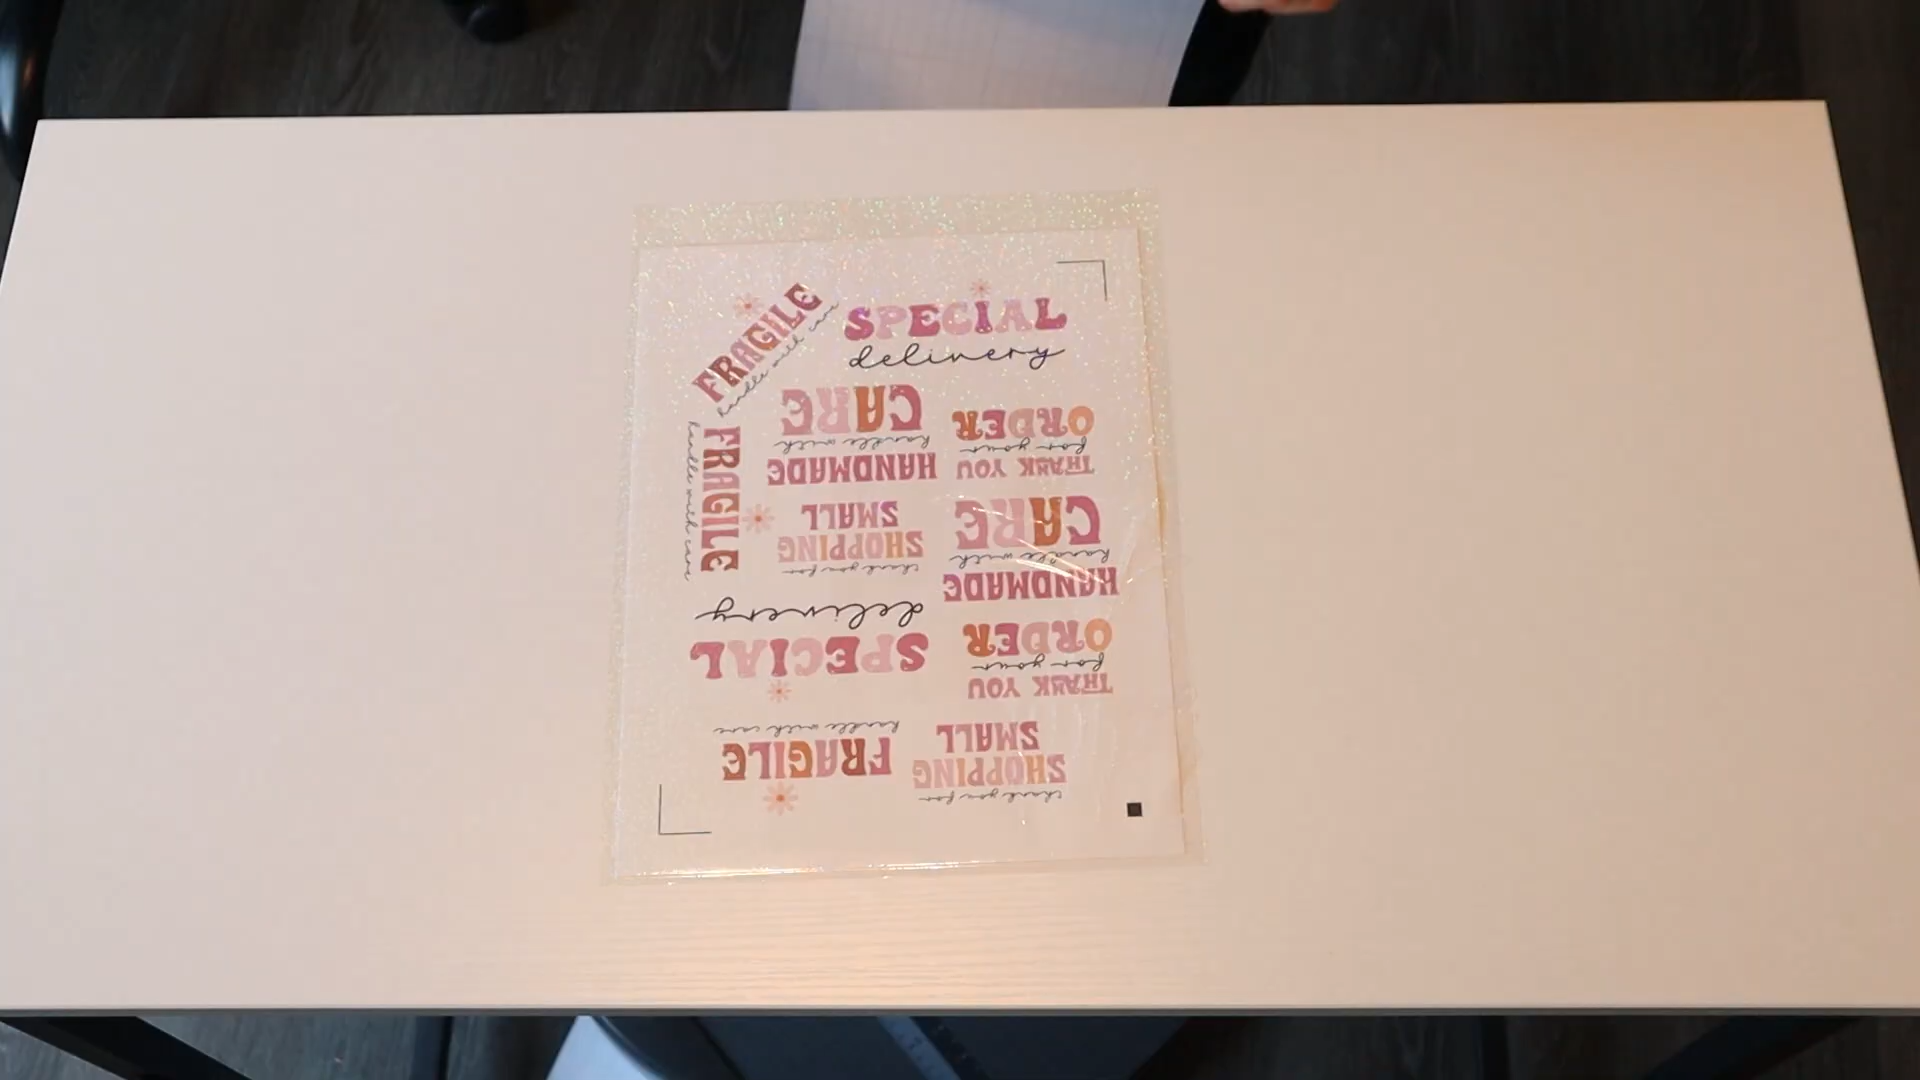 FRAGILE
handle with care
SPECIAL
delivery
HANDMADE
handle with
CARE
THANK YOU
for your
ORDER
FRAGILE
handle with care
thank you for
SHOPPING
SMALL
HANDMADE
handle with
CARE
SPECIAL
delivery
THANK YOU
for your
ORDER
FRAGILE
handle with care
thank you for
SHOPPING
SMALL